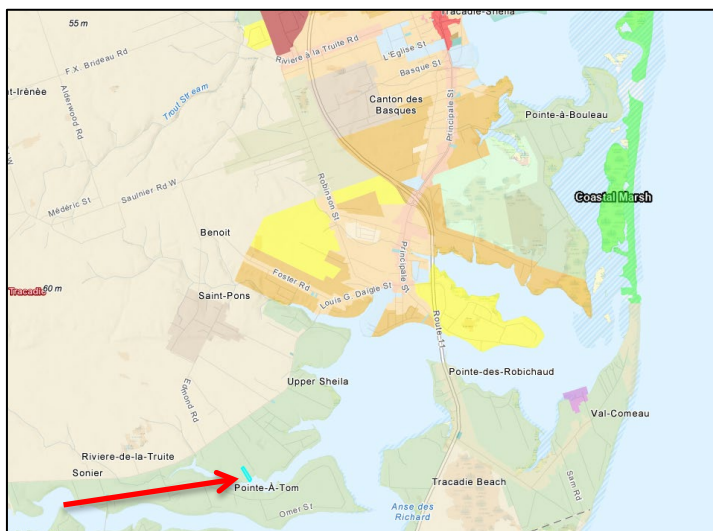 55 m
Tracadie-Sheila
Riviere à la Truite Rd
L'Eglise St
F.X. Brideau Rd
Basque St
nt-Irénée
Alderwood Rd
Trout Stream
Canton des
Basques
Principale St
Pointe-à-Bouleau
Saulnier Rd W
Robinson St
Coastal Marsh
Médéric St
Benoit
Principale St
Foster Rd
60 m
Tracadie
Saint-Pons
Louis G. Daigle St
Route 11
Upper Sheila
Pointe-des-Robichaud
Edmond Rd
Val-Comeau
Riviere-de-la-Truite
Sonier
Pointe-À-Tom
Tracadie Beach
Sam Rd
Omer St
Anse des
Richard